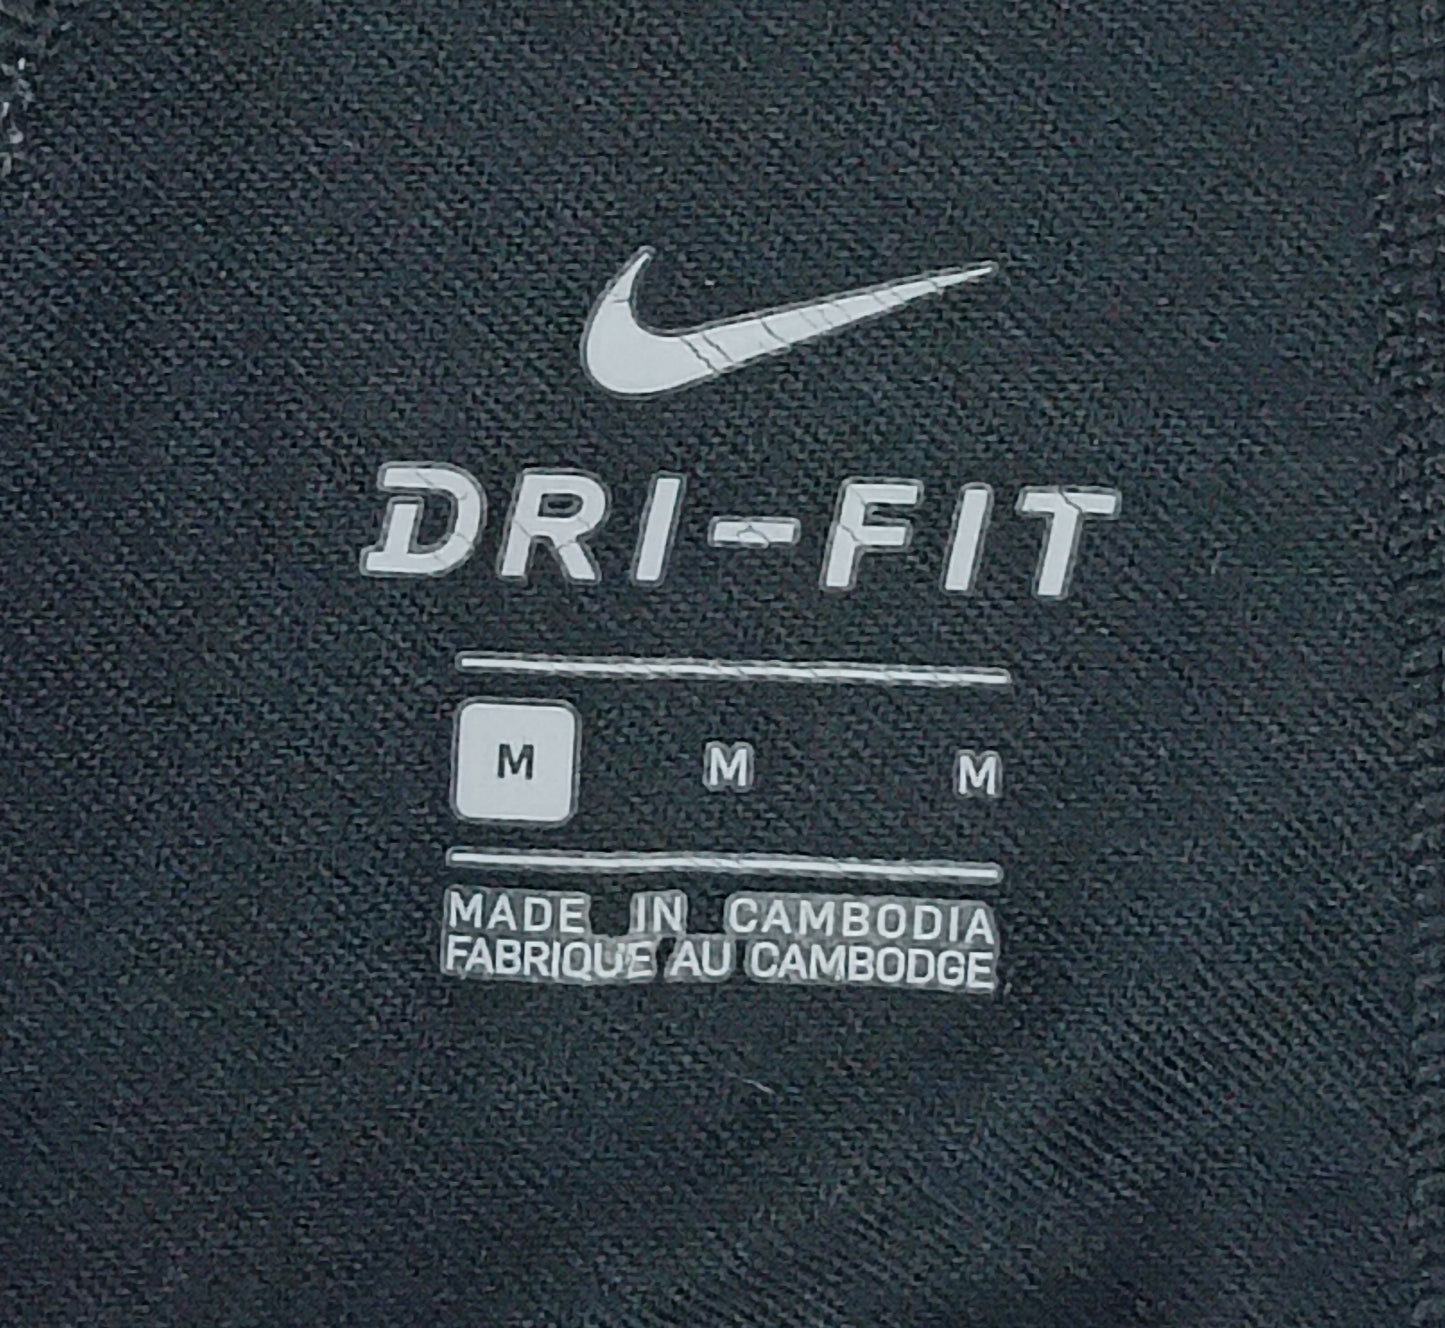 DRI-FIT
M M M
MADE IN CAMBODIA
FABRIQUE AU CAMBODGE